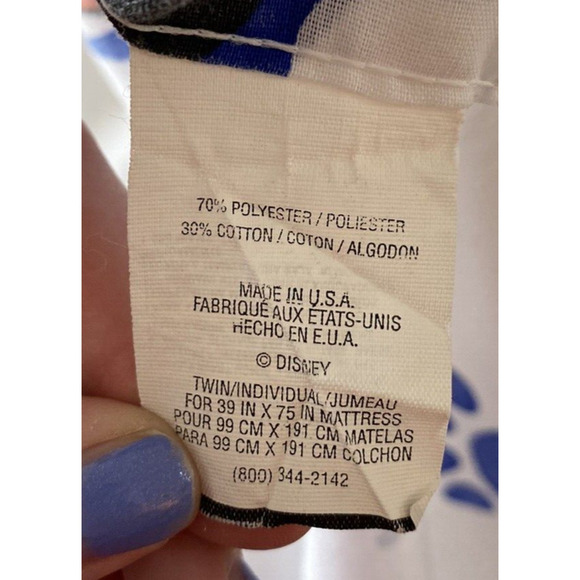 70% POLYESTER / POLIESTER
30% COTTON / COTON / ALGODON
MADE IN U.S.A.
FABRIQUÉ AUX ÉTATS-UNIS
HECHO EN E.U.A.
© DISNEY
TWIN/INDIVIDUAL/JUMEAU
FOR 39 IN X 75 IN MATTRESS
POUR 99 CM X 191 CM MATELAS
PARA 99 CM X 191 CM COLCHON
(800) 344-2142